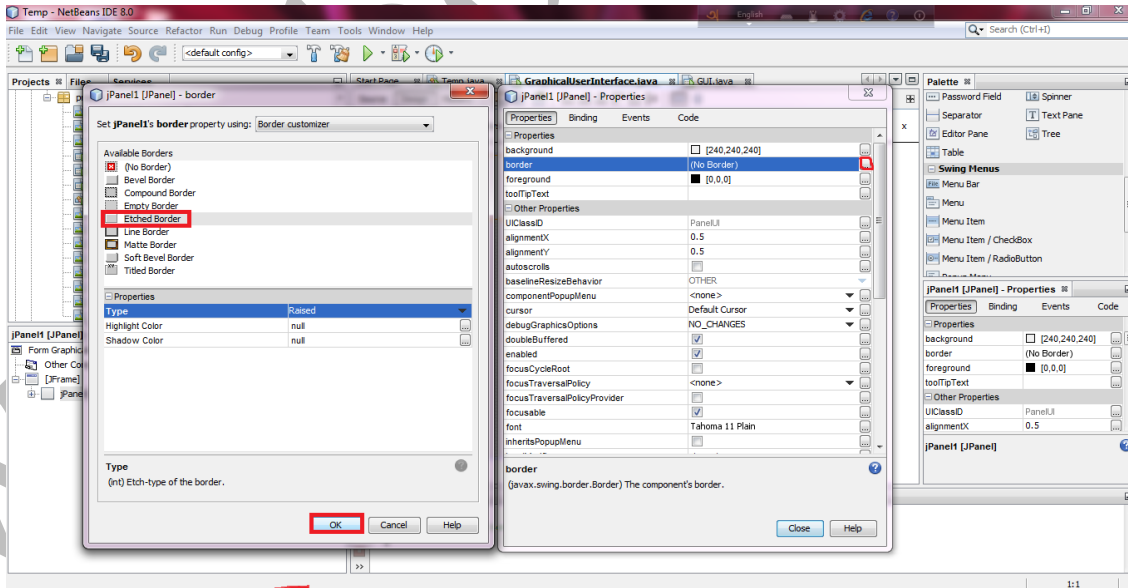 Temp - NetBeans IDE 8.0
English
File Edit View Navigate Source Refactor Run Debug Profile Team Tools Window Help
Search (Ctrl+I)
<default config>
Projects Files Services
Start Page Temp.java GraphicalUserInterface.java GUI.java
jPanel1 [JPanel] - border
Set jPanel1's border property using: Border customizer
Available Borders
(No Border)
Bevel Border
Compound Border
Empty Border
Etched Border
Line Border
Matte Border
Soft Bevel Border
Titled Border
Properties
Type Raised
Highlight Color null
Shadow Color null
Type
(int) Etch-type of the border.
OK Cancel Help
jPanel1 [JPanel]
Form Graphic
Other Co
[JFrame]
jPane
jPanel1 [JPanel] - Properties
Properties Binding Events Code
Properties
background [240,240,240]
border (No Border)
foreground [0,0,0]
toolTipText
Other Properties
UIClassID PanelUI
alignmentX 0.5
alignmentY 0.5
autoscrolls
baselineResizeBehavior OTHER
componentPopupMenu <none>
cursor Default Cursor
debugGraphicsOptions NO_CHANGES
doubleBuffered
enabled
focusCycleRoot
focusTraversalPolicy <none>
focusTraversalPolicyProvider
focusable
font Tahoma 11 Plain
inheritsPopupMenu
border
(javax.swing.border.Border) The component's border.
Close Help
Palette
Password Field Spinner
Separator Text Pane
Editor Pane Tree
Table
Swing Menus
Menu Bar
Menu
Menu Item
Menu Item / CheckBox
Menu Item / RadioButton
Popup Menu
jPanel1 [JPanel] - Properties
Properties Binding Events Code
Properties
background [240,240,240]
border (No Border)
foreground [0,0,0]
toolTipText
Other Properties
UIClassID PanelUI
alignmentX 0.5
jPanel1 [JPanel]
1:1